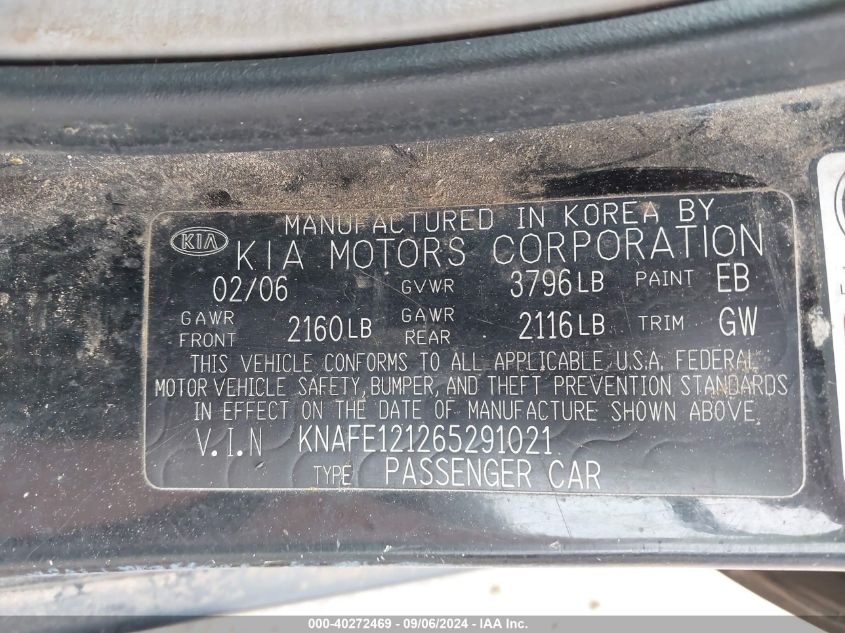 MANUFACTURED IN KOREA BY
KIA KIA MOTORS CORPORATION
02/06 GVWR 3796LB PAINT EB
GAWR FRONT 2160LB GAWR REAR 2116LB TRIM GW
THIS VEHICLE CONFORMS TO ALL APPLICABLE U.S.A. FEDERAL
MOTOR VEHICLE SAFETY, BUMPER, AND THEFT PREVENTION STANDARDS
IN EFFECT ON THE DATE OF MANUFACTURE SHOWN ABOVE.
V.I.N KNAFE121265291021
TYPE PASSENGER CAR
000-40272469 - 09/06/2024 - IAA Inc.